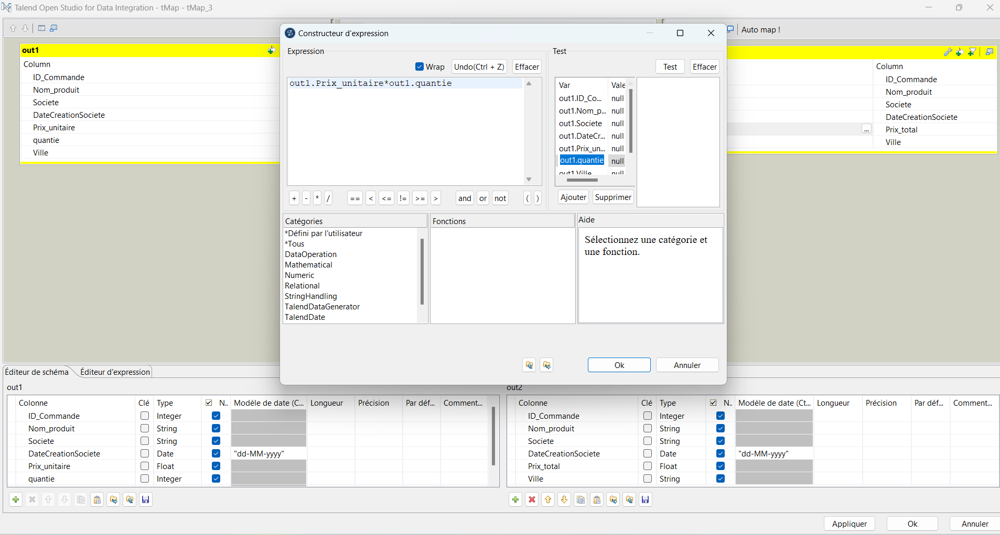 Talend Open Studio for Data Integration - tMap - tMap_3
Auto map !
out1
Column
ID_Commande
Nom_produit
Societe
DateCreationSociete
Prix_unitaire
quantie
Ville
Constructeur d'expression
Expression
Wrap
Undo(Ctrl + Z)
Effacer
out1.Prix_unitaire*out1.quantie
+ - * / == < <= != >= > and or not ( )
Test
Test
Effacer
Var Vale
out1.ID_Co... null
out1.Nom_p... null
out1.Societe null
out1.DateCr... null
out1.Prix_un... null
out1.quantie null
out1.Ville null
Ajouter
Supprimer
Catégories
*Défini par l'utilisateur
*Tous
DataOperation
Mathematical
Numeric
Relational
StringHandling
TalendDataGenerator
TalendDate
Fonctions
Aide
Sélectionnez une catégorie et
une fonction.
Ok
Annuler
Column
ID_Commande
Nom_produit
Societe
DateCreationSociete
...
Prix_total
Ville
Éditeur de schéma
Éditeur d'expression
out1
Colonne Clé Type N.. Modèle de date (C... Longueur Précision Par déf... Comment...
ID_Commande Integer
Nom_produit String
Societe String
DateCreationSociete Date "dd-MM-yyyy"
Prix_unitaire Float
quantie Integer
out2
Colonne Clé Type N.. Modèle de date (Ct... Longueur Précision Par déf... Comment...
ID_Commande Integer
Nom_produit String
Societe String
DateCreationSociete Date "dd-MM-yyyy"
Prix_total Float
Ville String
Appliquer
Ok
Annuler